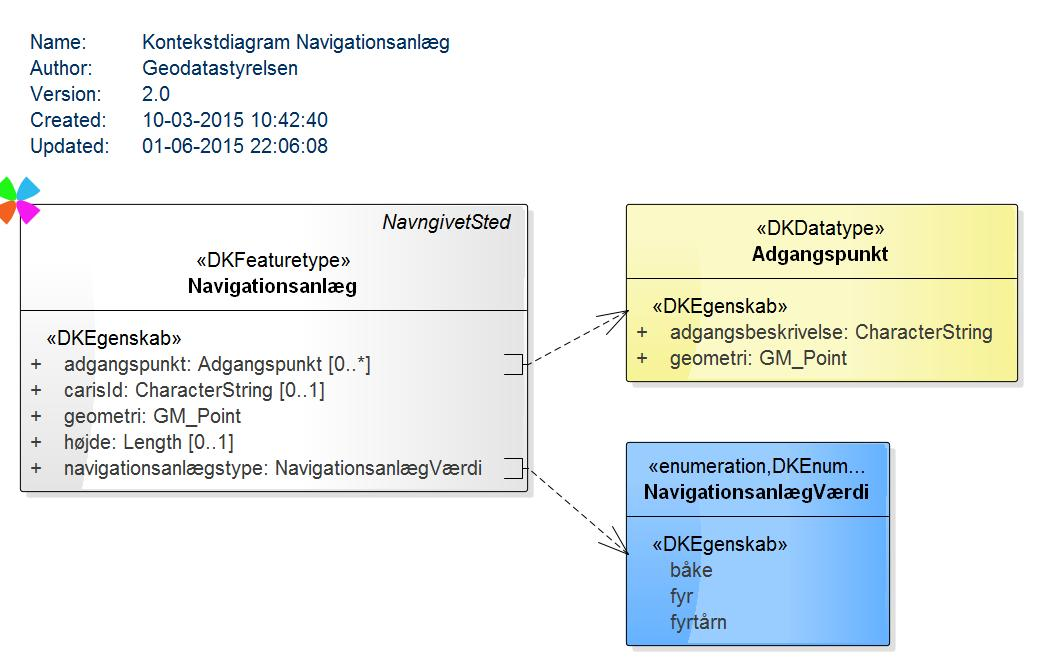 Name: Kontekstdiagram Navigationsanlæg
Author: Geodatastyrelsen
Version: 2.0
Created: 10-03-2015 10:42:40
Updated: 01-06-2015 22:06:08
NavngivetSted
«DKFeaturetype»
Navigationsanlæg
«DKEgenskab»
+ adgangspunkt: Adgangspunkt [0..*]
+ carisId: CharacterString [0..1]
+ geometri: GM_Point
+ højde: Length [0..1]
+ navigationsanlægstype: NavigationsanlægVærdi
«DKDatatype»
Adgangspunkt
«DKEgenskab»
+ adgangsbeskrivelse: CharacterString
+ geometri: GM_Point
«enumeration,DKEnum...
NavigationsanlægVærdi
«DKEgenskab»
båke
fyr
fyrtårn